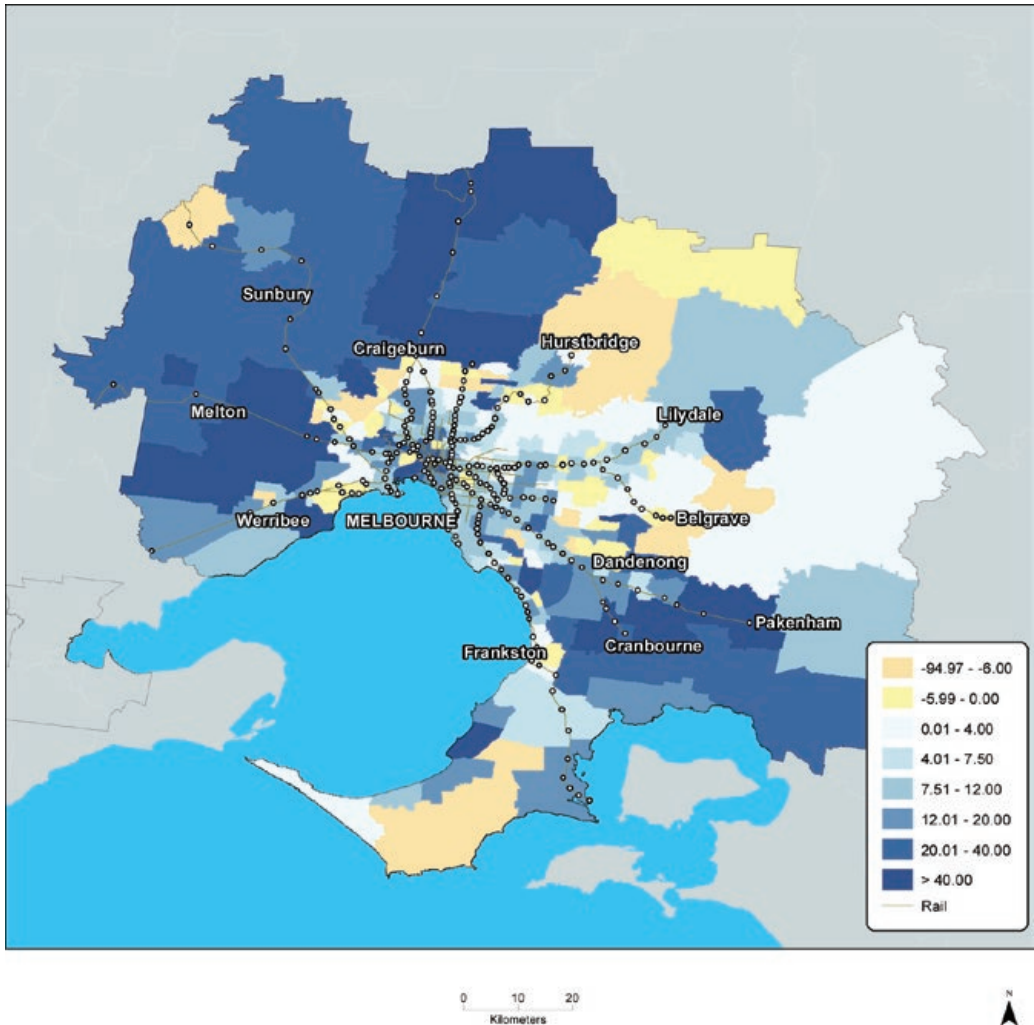 Sunbury
Hurstbridge
Craigeburn
Melton
Lilydale
Werribee
MELBOURNE
Belgrave
Dandenong
Pakenham
Frankston
Cranbourne
-94.97 - -6.00
-5.99 - 0.00
0.01 - 4.00
4.01 - 7.50
7.51 - 12.00
12.01 - 20.00
20.01 - 40.00
> 40.00
Rail
0 10 20
Kilometers
N